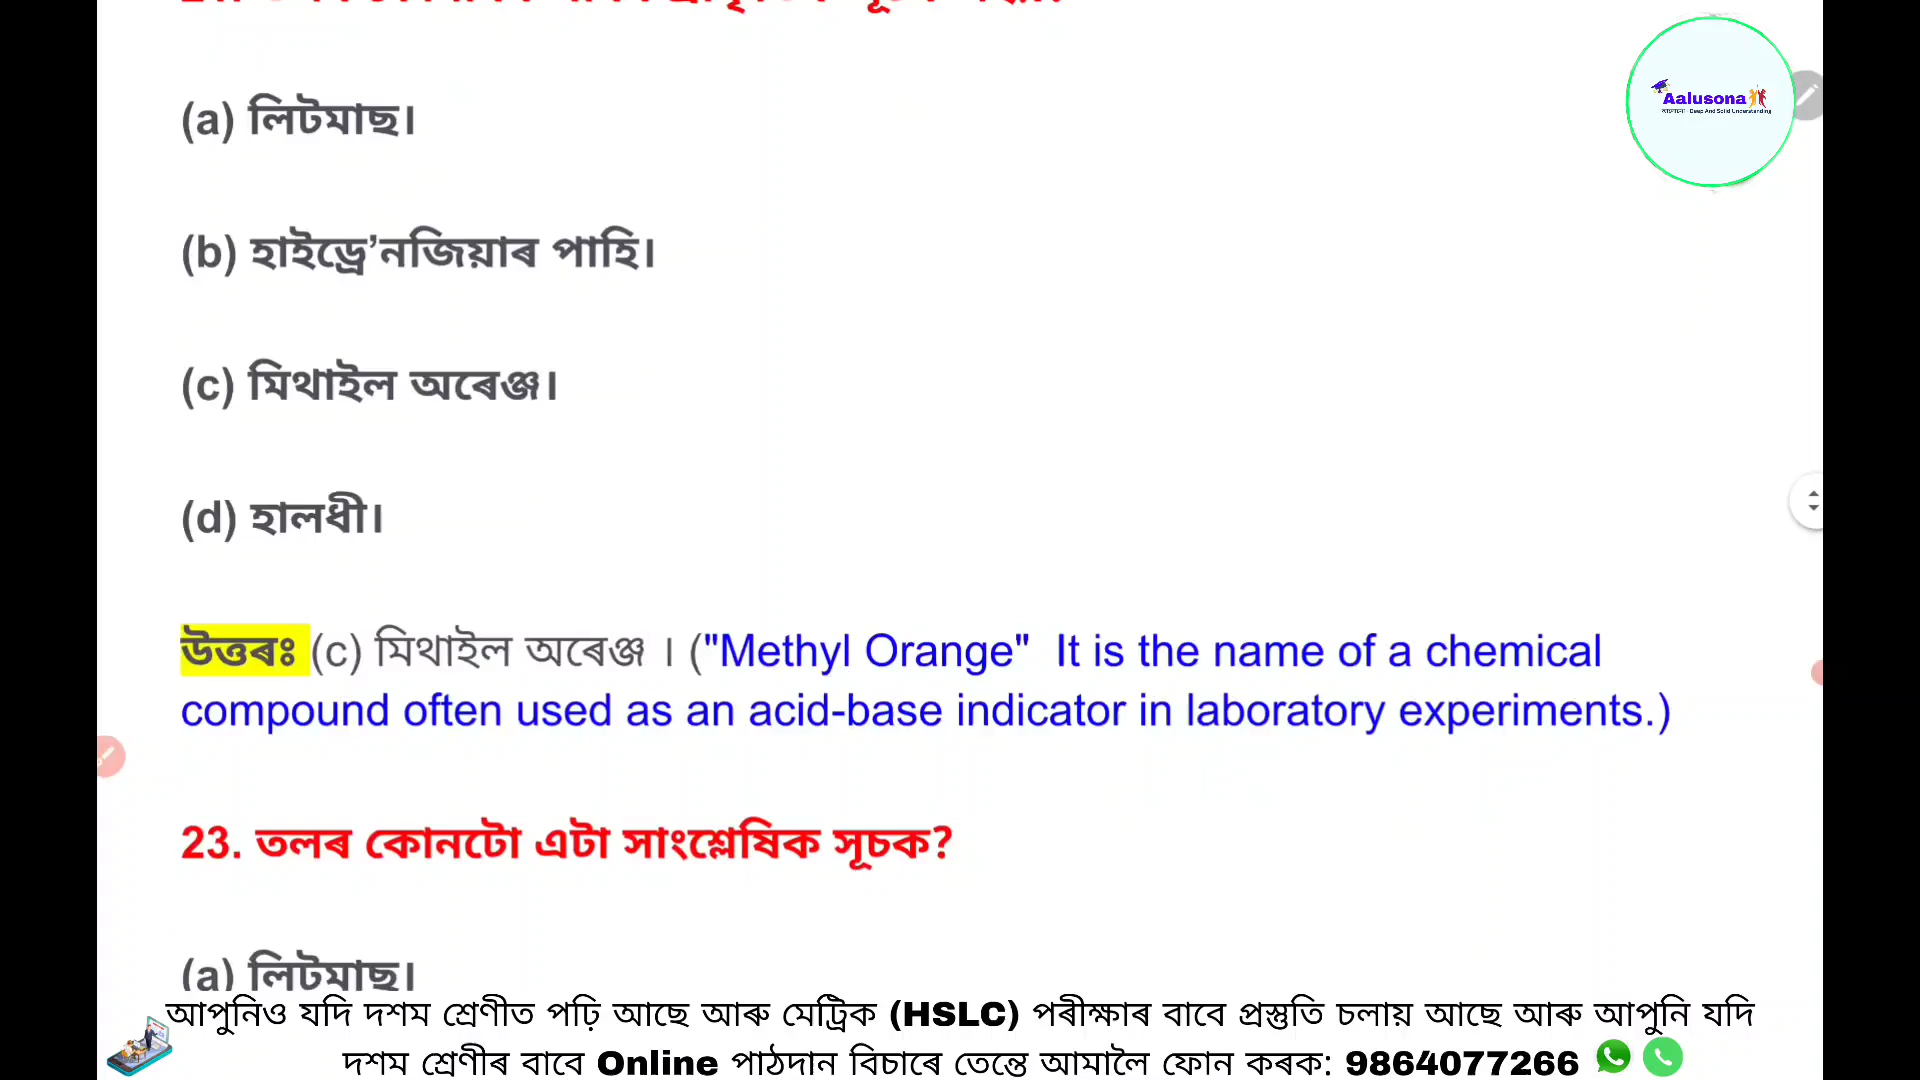 (a) লিটমাছ।
Aalusona
(b) হাইড্ৰে'নজিয়াৰ পাহি।
(c) মিথাইল অৰেঞ্জ।
(d) হালধী।
উত্তৰঃ (c) মিথাইল অৰেঞ্জ । ("Methyl Orange" It is the name of a chemical
compound often used as an acid-base indicator in laboratory experiments.)
23. তলৰ কোনটো এটা সাংশ্লেষিক সূচক?
(a) লিটমাছ।
আপুনিও যদি দশম শ্ৰেণীত পঢ়ি আছে আৰু মেট্ৰিক (HSLC) পৰীক্ষাৰ বাবে প্ৰস্তুতি চলায় আছে আৰু আপুনি যদি
দশম শ্ৰেণীৰ বাবে Online পাঠদান বিচাৰে তেন্তে আমালৈ ফোন কৰক: 9864077266